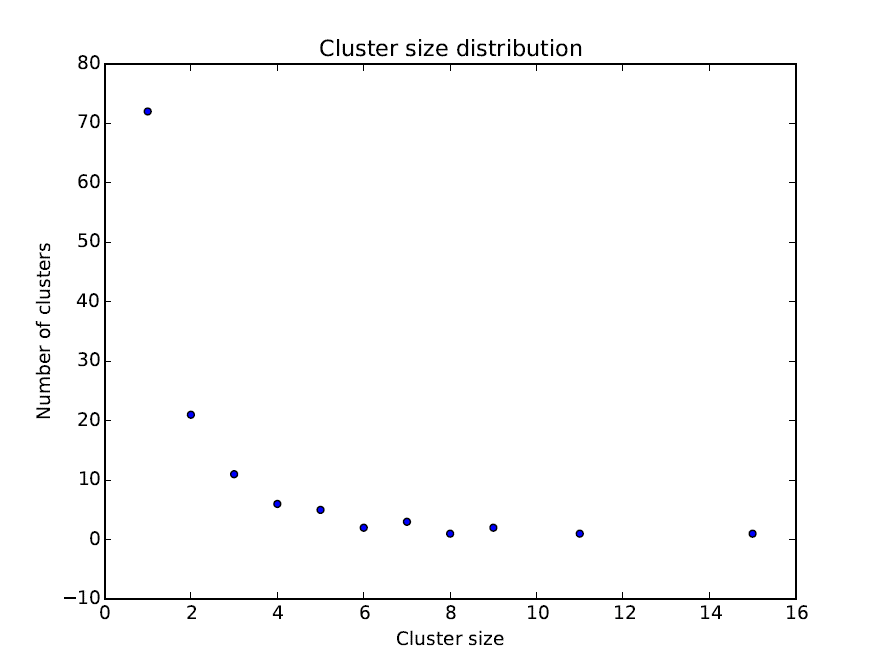 Cluster size distribution
80
70
60
50
40
30
20
10
0
−10
Number of clusters
0 2 4 6 8 10 12 14 16
Cluster size